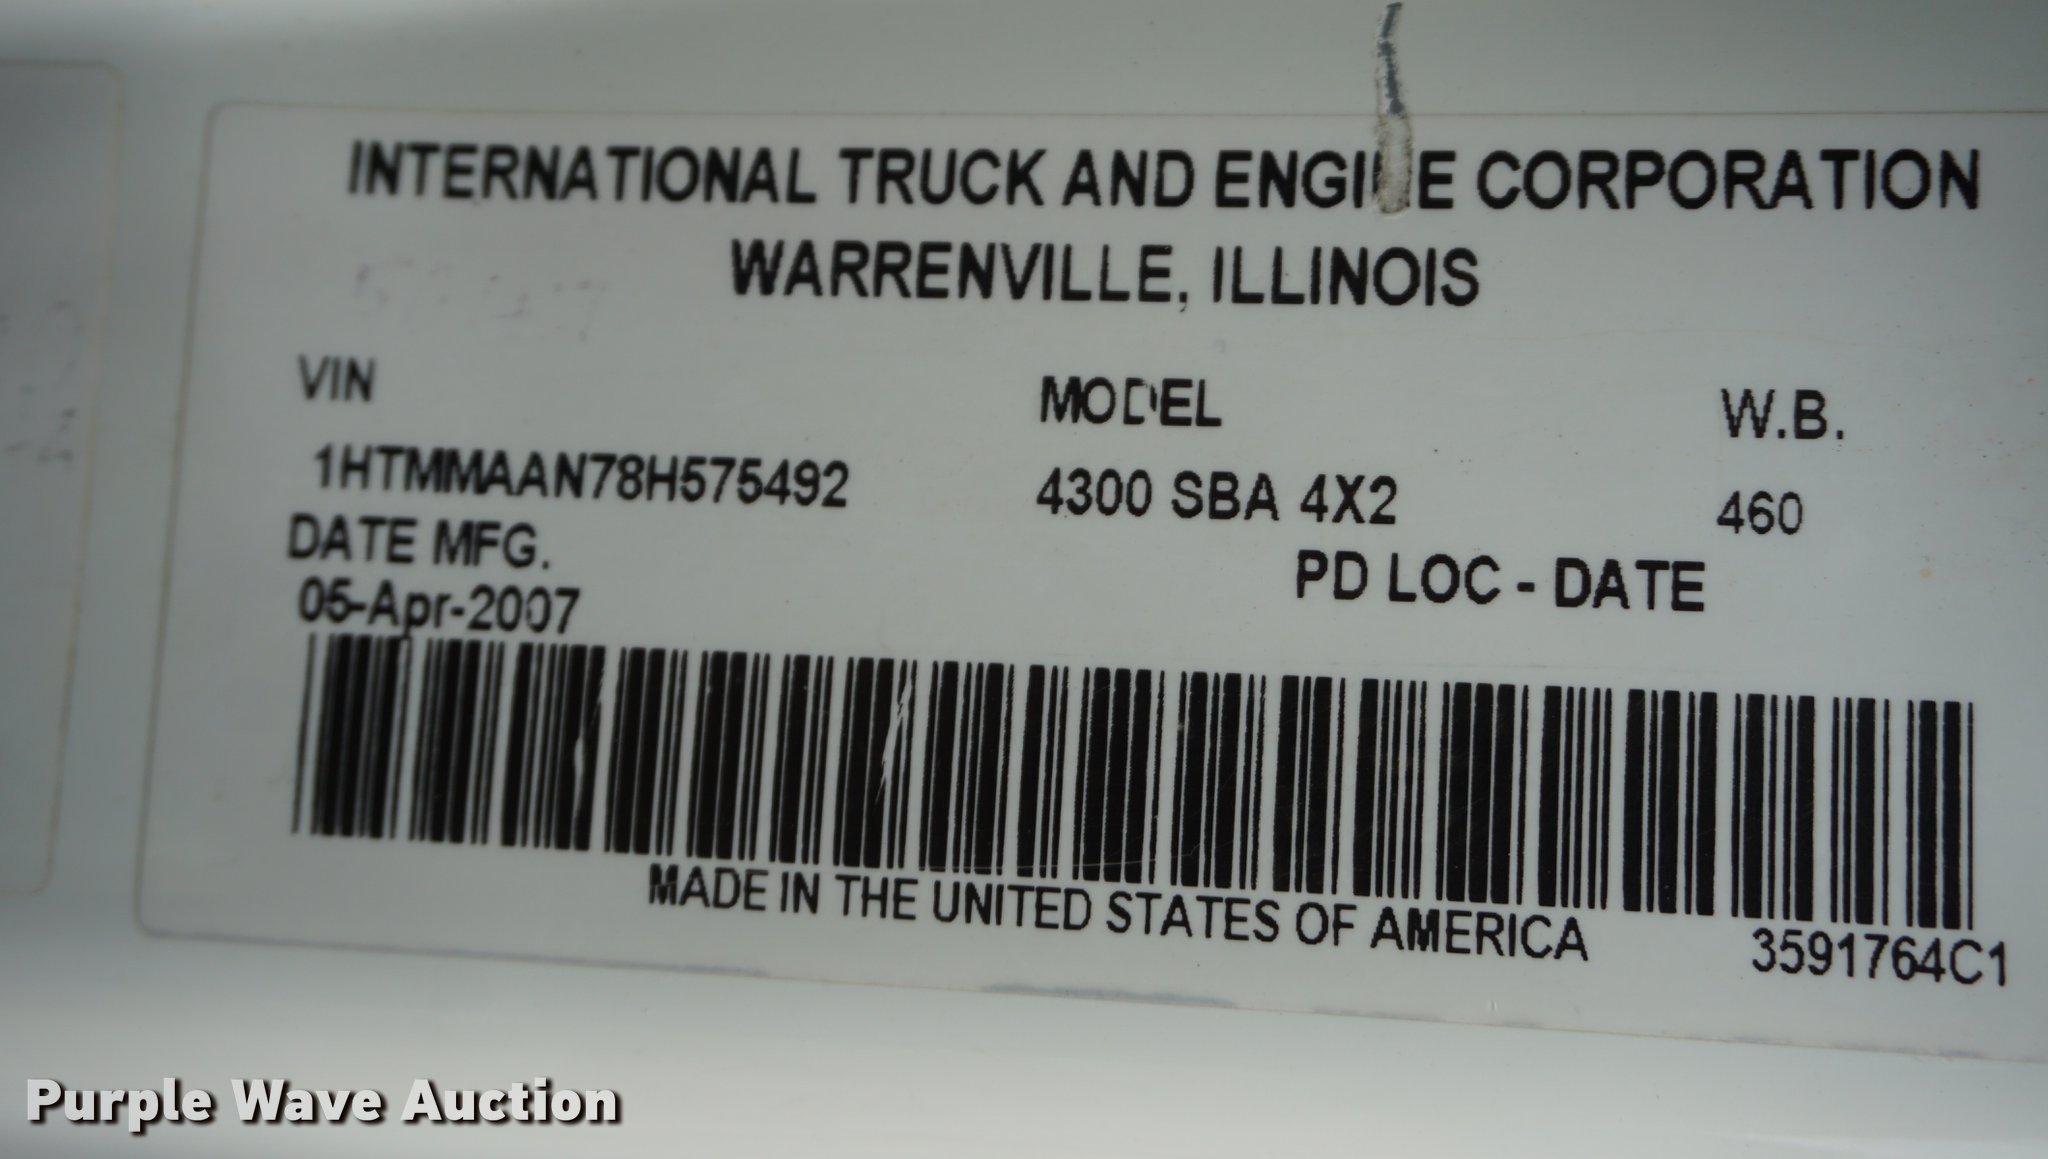 INTERNATIONAL TRUCK AND ENGINE CORPORATION
WARRENVILLE, ILLINOIS
VIN MODEL W.B.
1HTMMAAN78H575492 4300 SBA 4X2 460
DATE MFG. PD LOC - DATE
05-Apr-2007
MADE IN THE UNITED STATES OF AMERICA 3591764C1
Purple Wave Auction